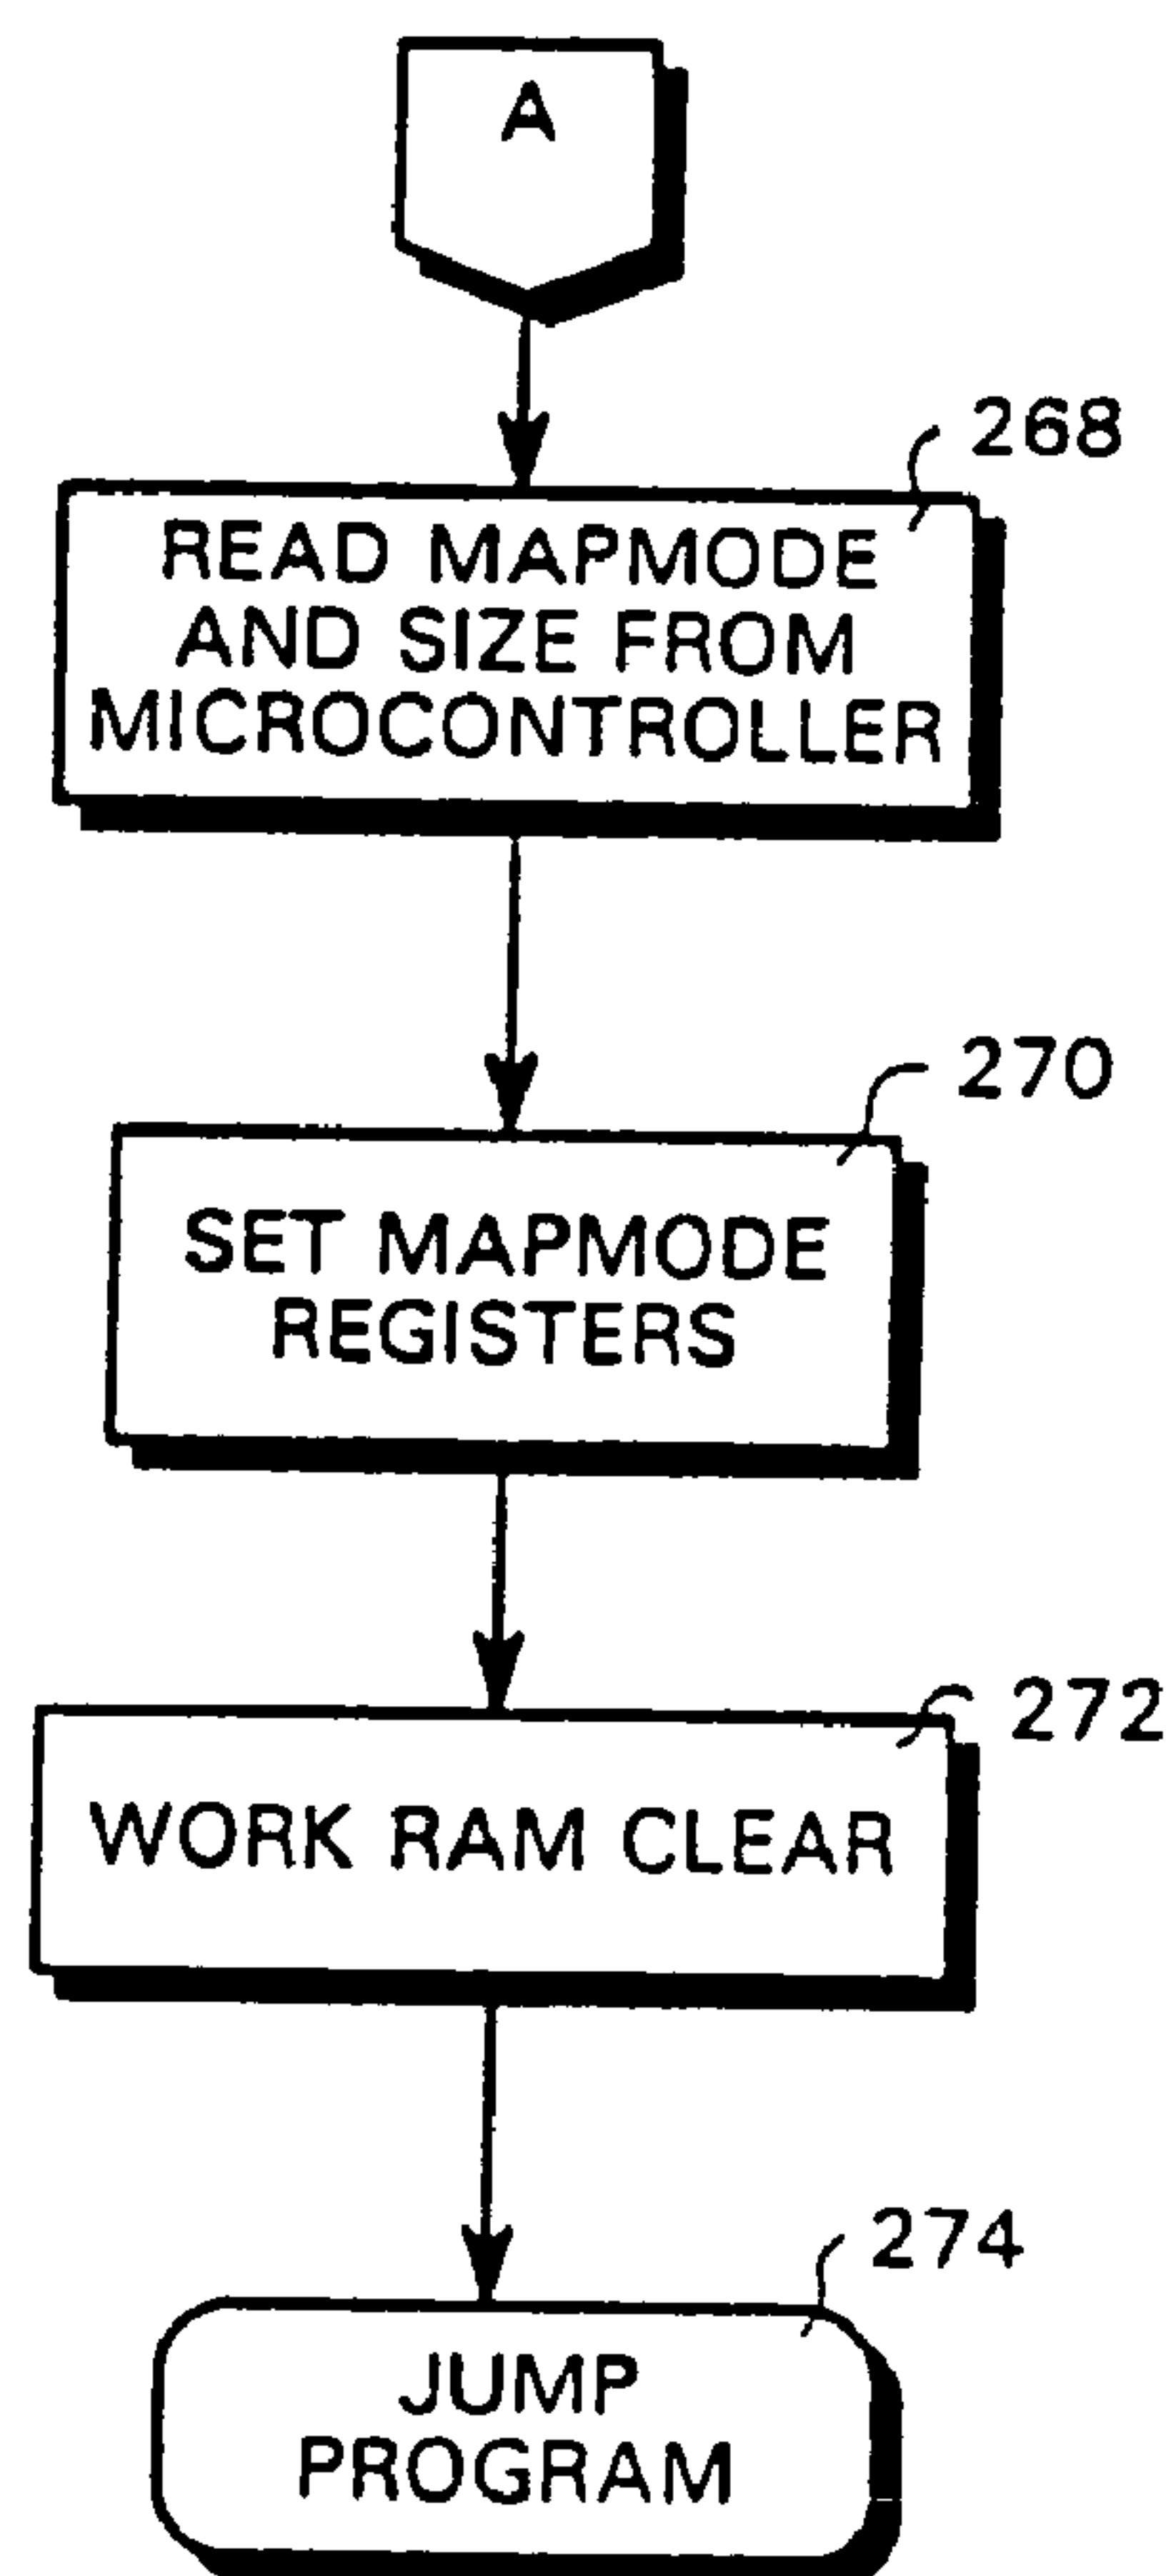 A
268
READ MAPMODE
AND SIZE FROM
MICROCONTROLLER
270
SET MAPMODE
REGISTERS
272
WORK RAM CLEAR
274
JUMP
PROGRAM